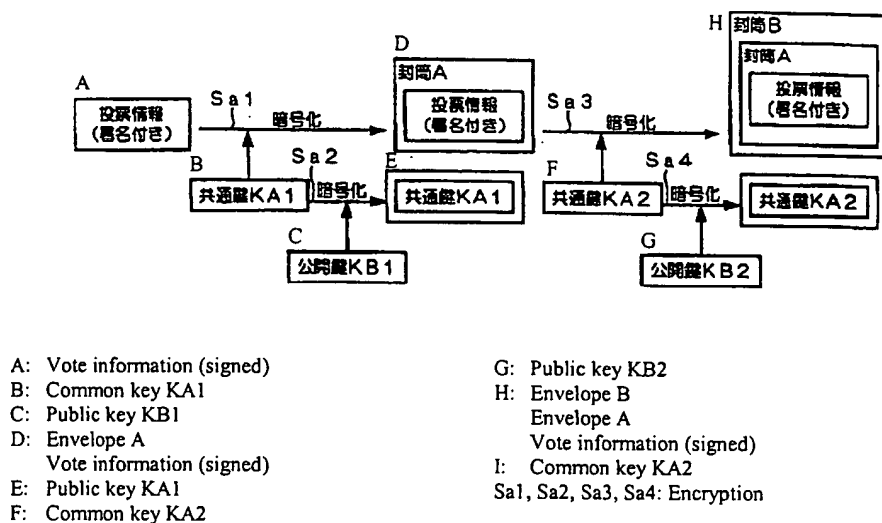 A
投票情報
(署名付き)
Sa1
暗号化
D
封筒A
投票情報
(署名付き)
Sa3
暗号化
H
封筒B
封筒A
投票情報
(署名付き)
B
共通鍵KA1
Sa2
暗号化
E
共通鍵KA1
F
共通鍵KA2
Sa4
暗号化
共通鍵KA2
C
公開鍵KB1
G
公開鍵KB2
A: Vote information (signed)
B: Common key KA1
C: Public key KB1
D: Envelope A
Vote information (signed)
E: Public key KA1
F: Common key KA2
G: Public key KB2
H: Envelope B
Envelope A
Vote information (signed)
I: Common key KA2
Sa1, Sa2, Sa3, Sa4: Encryption